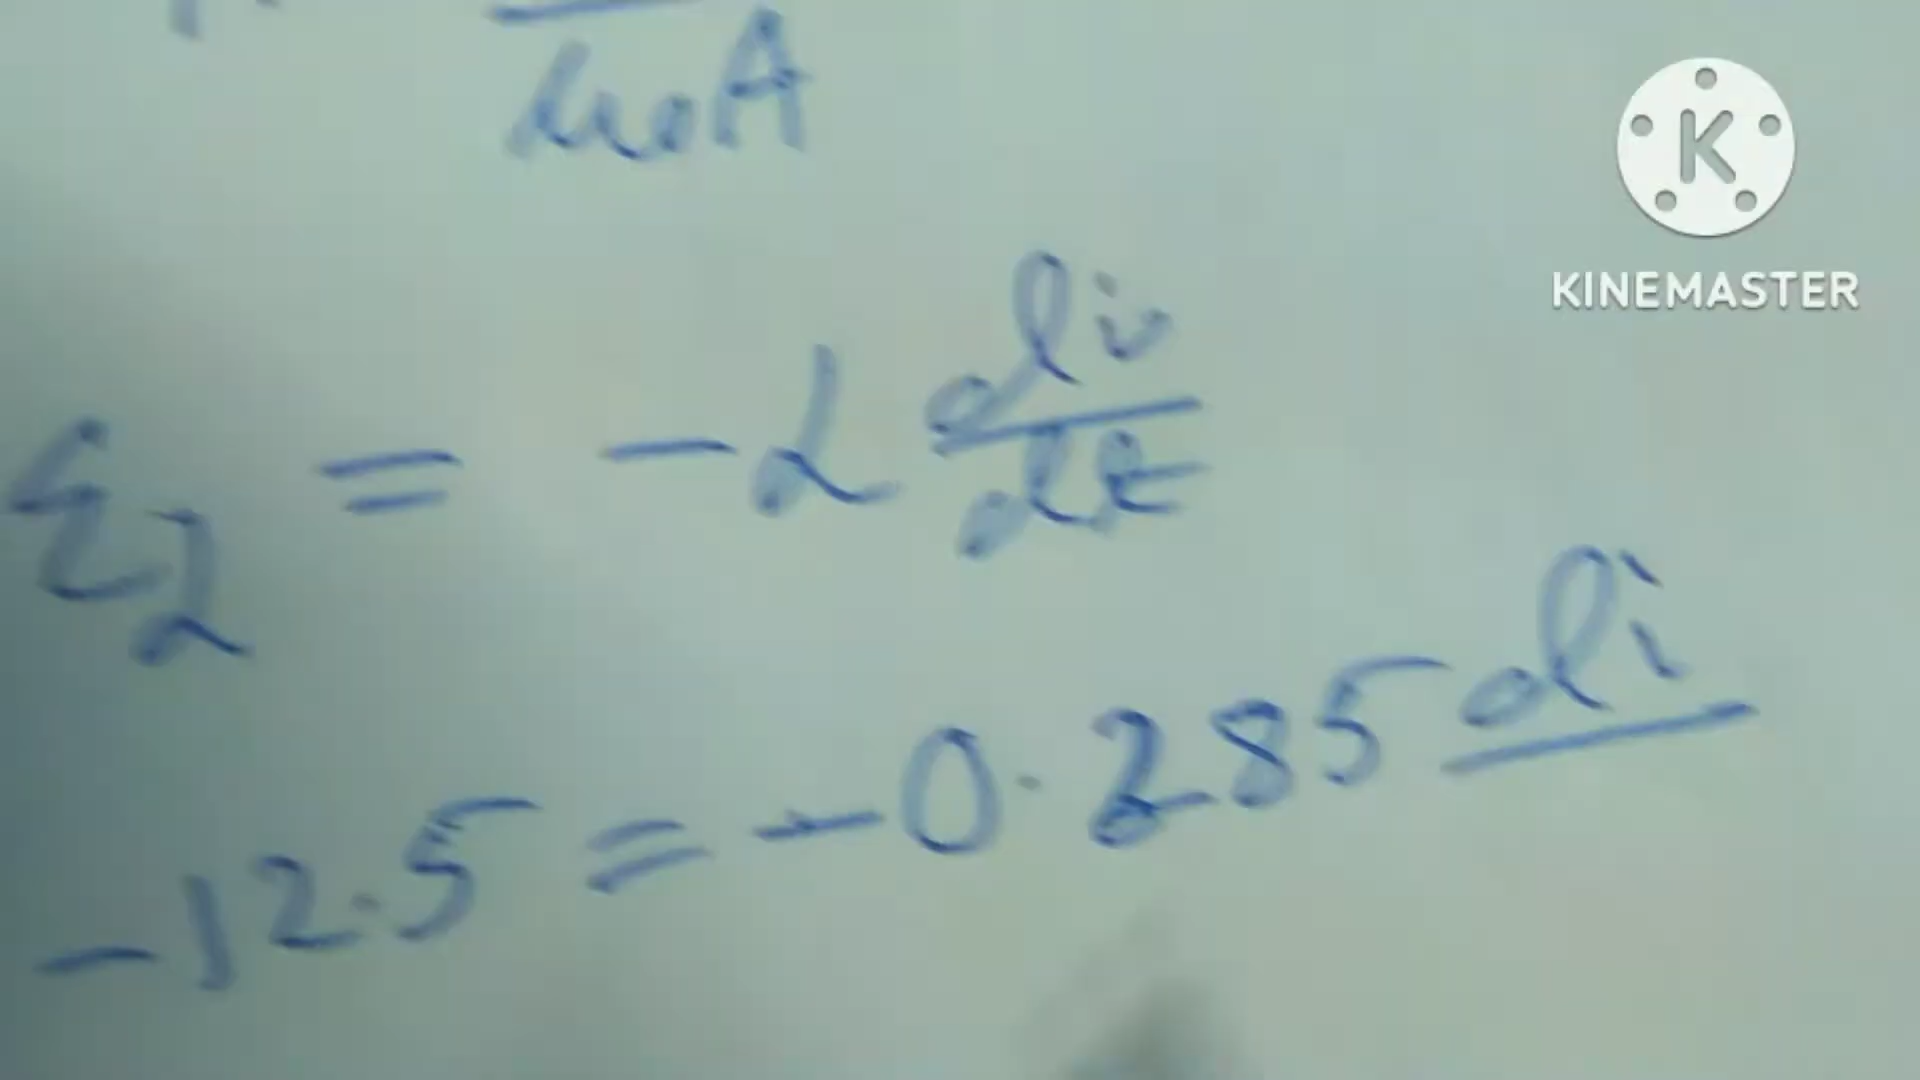 μ₀A
K
KINEMASTER
ε_L = -L di/dt
-12.5 = -0.285 di